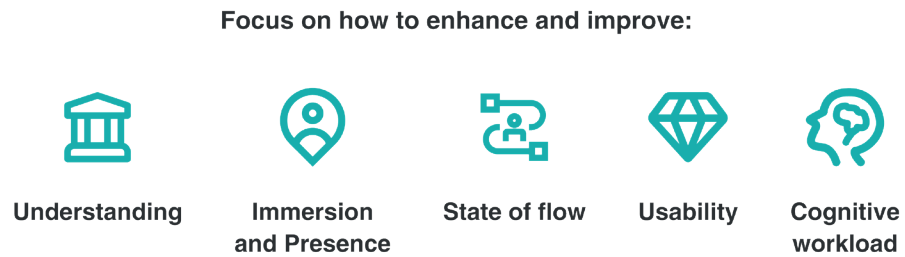 Focus on how to enhance and improve:
Understanding
Immersion
and Presence
State of flow
Usability
Cognitive
workload